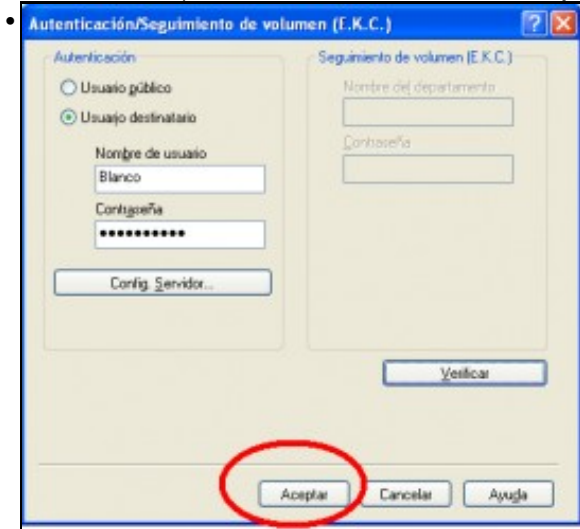 Autenticación/Seguimiento de volumen (E.K.C.)
Autenticación
Usuario público
Usuario destinatario
Nombre de usuario
Blanco
Contraseña
••••••••••
Config. Servidor...
Seguimiento de volumen (E.K.C.)
Nombre del departamento
Contraseña
Verificar
Aceptar
Cancelar
Ayuda